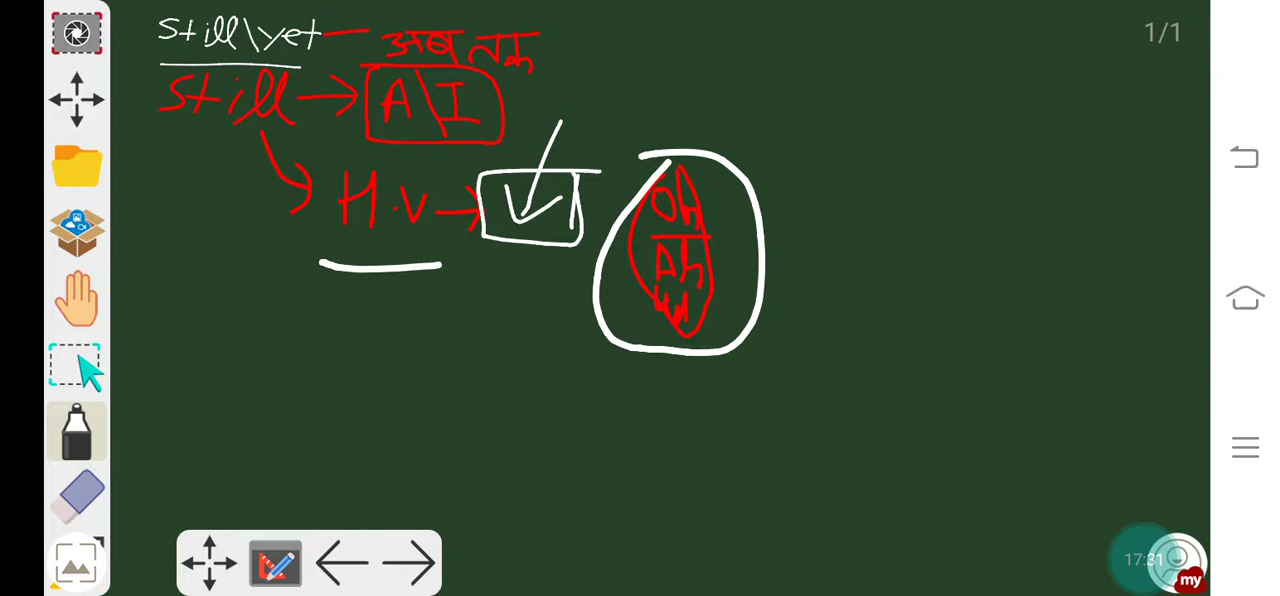 Still\yet — अब तक
Still → A\I
→ H.V → V
Oh
Ah
1/1
17:31
my